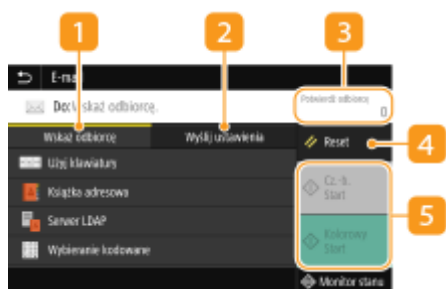 1
2
3
E-ma
Do: skaż odbiorcę.
Potwierdź odbiorcę
0
Wskaż odbiorcę
Wyślij ustawienia
Reset
4
Użyj klawiatury
Książka adresowa
Cz.-b.
Start
5
Serwer LDAP
Kolorowy
Start
Wybieranie kodowane
Monitor stanu